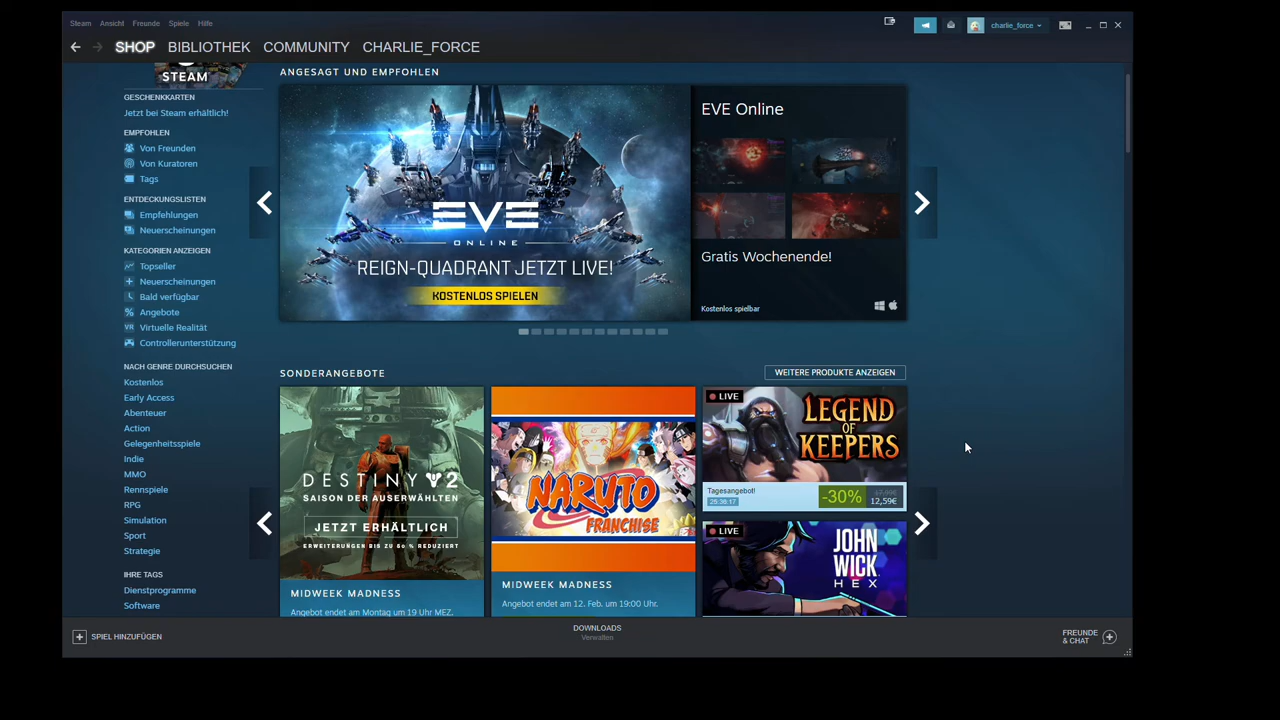 Steam Ansicht Freunde Spiele Hilfe
charlie_force
SHOP BIBLIOTHEK COMMUNITY CHARLIE_FORCE
STEAM
GESCHENKKARTEN
Jetzt bei Steam erhältlich!
EMPFOHLEN
Von Freunden
Von Kuratoren
Tags
ENTDECKUNGSLISTEN
Empfehlungen
Neuerscheinungen
KATEGORIEN ANZEIGEN
Topseller
Neuerscheinungen
Bald verfügbar
Angebote
VR Virtuelle Realität
Controllerunterstützung
NACH GENRE DURCHSUCHEN
Kostenlos
Early Access
Abenteuer
Action
Gelegenheitsspiele
Indie
MMO
Rennspiele
RPG
Simulation
Sport
Strategie
IHRE TAGS
Dienstprogramme
Software
ANGESAGT UND EMPFOHLEN
EVE
ONLINE
REIGN-QUADRANT JETZT LIVE!
KOSTENLOS SPIELEN
EVE Online
Gratis Wochenende!
Kostenlos spielbar
SONDERANGEBOTE
WEITERE PRODUKTE ANZEIGEN
DESTINY 2
SAISON DER AUSERWÄHLTEN
JETZT ERHÄLTLICH
ERWEITERUNGEN BIS ZU 60 % REDUZIERT
MIDWEEK MADNESS
Angebot endet am Montag um 19 Uhr MEZ.
NARUTO
FRANCHISE
MIDWEEK MADNESS
Angebot endet am 12. Feb. um 19:00 Uhr.
LIVE
LEGEND
OF
KEEPERS
Tagesangebot!
-30%
17,99€
12,59€
LIVE
JOHN
WICK
HEX
SPIEL HINZUFÜGEN
DOWNLOADS
Verwalten
FREUNDE
& CHAT